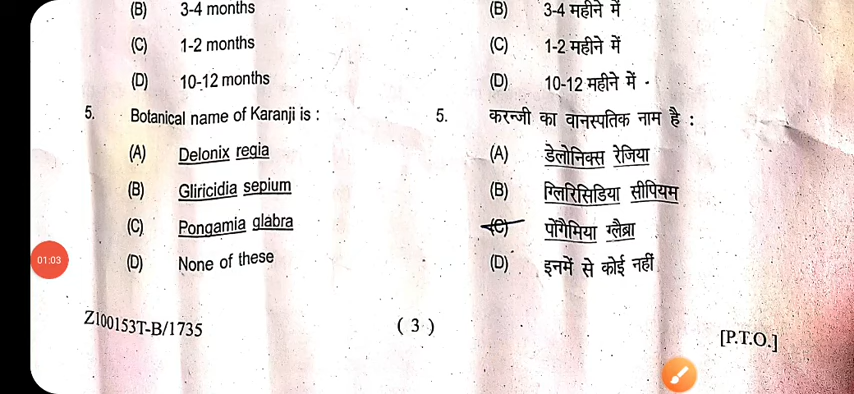 (B) 3-4 months
(C) 1-2 months
(D) 10-12 months
5. Botanical name of Karanji is :
(A) Delonix regia
(B) Gliricidia sepium
(C) Pongamia glabra
(D) None of these
(B) 3-4 महीने में
(C) 1-2 महीने में
(D) 10-12 महीने में
5. करन्जी का वानस्पतिक नाम है :
(A) डेलोनिक्स रेजिया
(B) ग्लिरिसिडिया सीपियम
(C) पोंगैमिया ग्लैब्रा
(D) इनमें से कोई नहीं
Z100153T-B/1735
( 3 )
[P.T.O.]
01:03